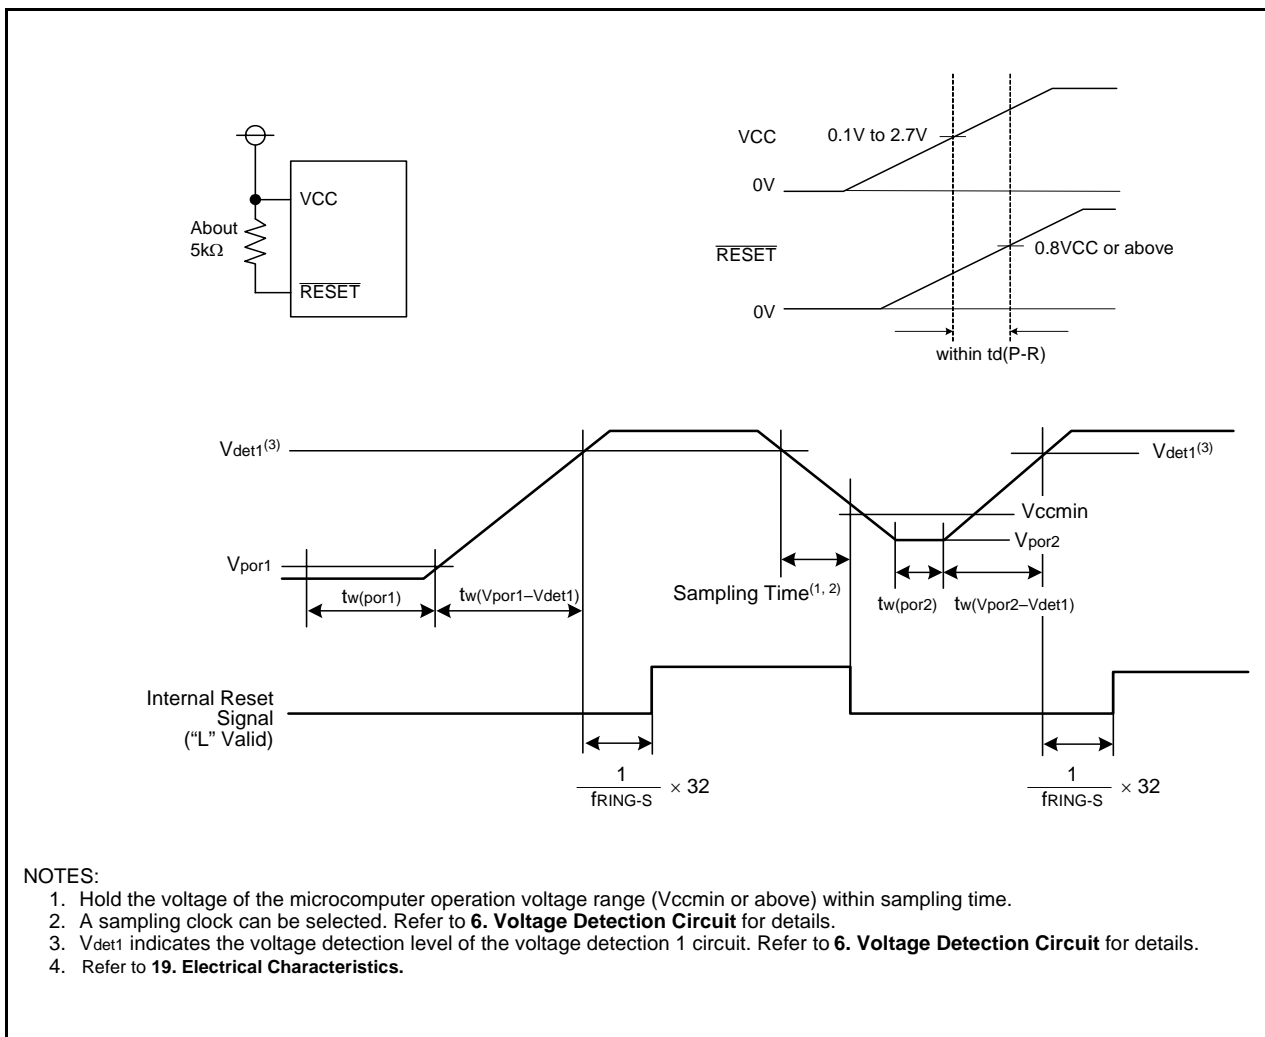 VCC
About
5kΩ
RESET
VCC
0.1V to 2.7V
0V
RESET
0.8VCC or above
0V
within td(P-R)
Vdet1(3)
Vdet1(3)
Vccmin
Vpor2
Vpor1
tw(por1)
tw(Vpor1–Vdet1)
Sampling Time(1, 2)
tw(por2)
tw(Vpor2–Vdet1)
Internal Reset
Signal
(“L” Valid)
1
fRING-S
× 32
1
fRING-S
× 32
NOTES:
1. Hold the voltage of the microcomputer operation voltage range (Vccmin or above) within sampling time.
2. A sampling clock can be selected. Refer to 6. Voltage Detection Circuit for details.
3. Vdet1 indicates the voltage detection level of the voltage detection 1 circuit. Refer to 6. Voltage Detection Circuit for details.
4. Refer to 19. Electrical Characteristics.